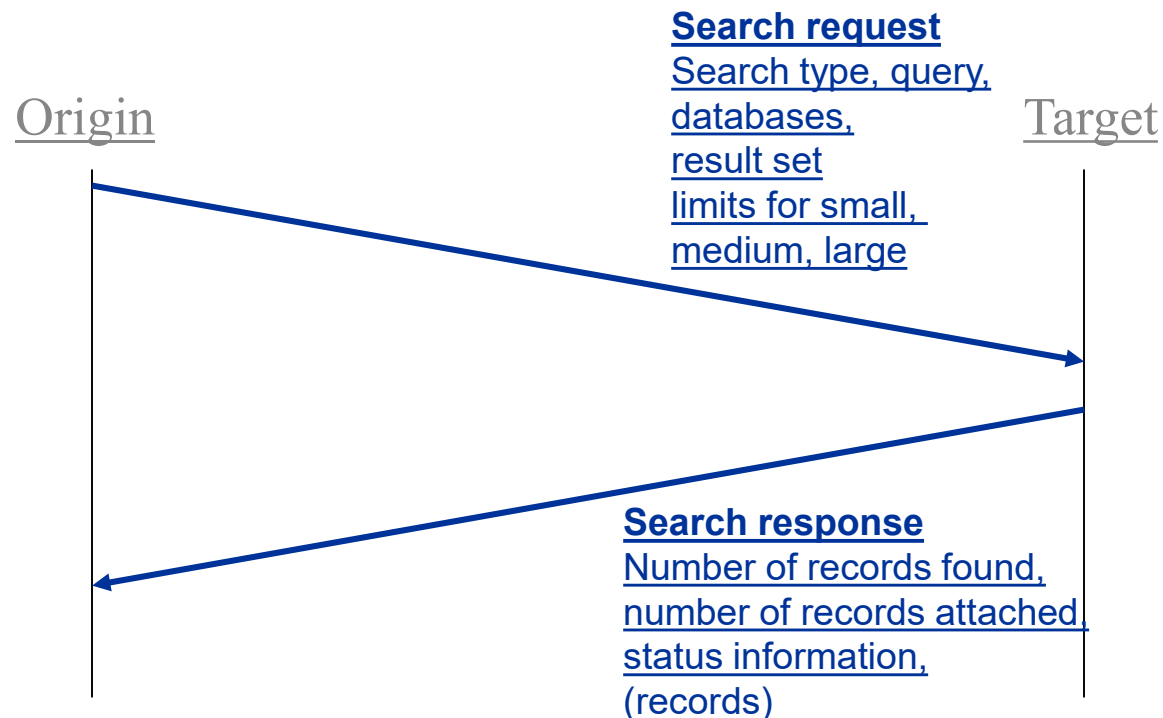 Search request
Search type, query,
databases,
result set
limits for small,
medium, large
Origin
Target
Search response
Number of records found,
number of records attached,
status information,
(records)